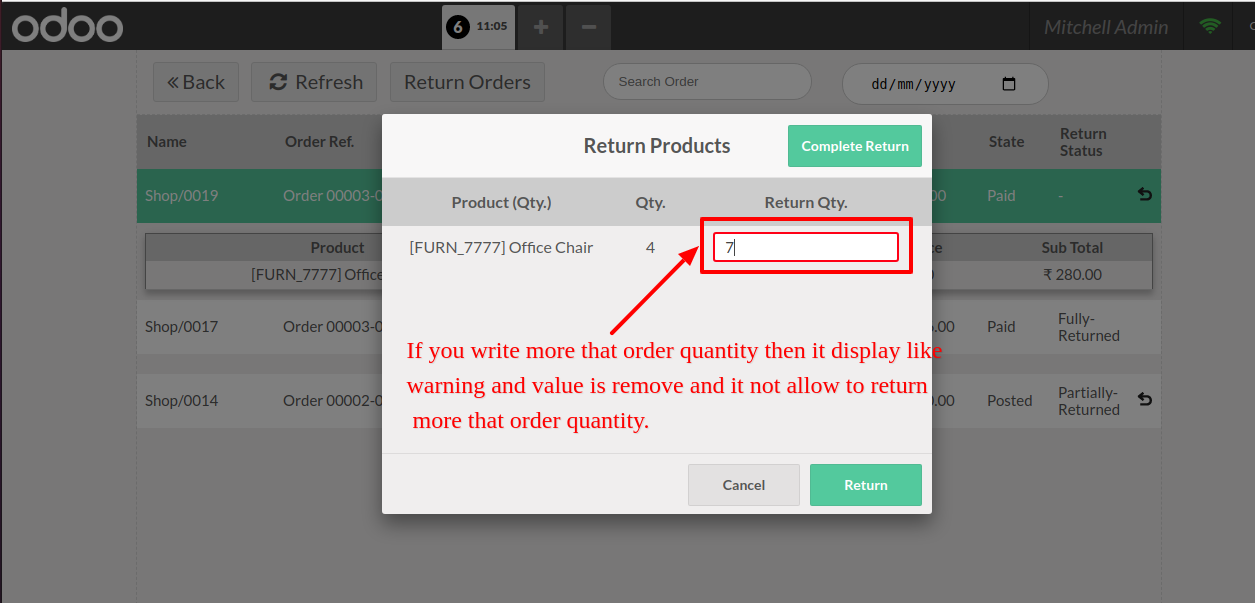 odoo
6 11:05
Mitchell Admin
Back Refresh Return Orders Search Order dd/mm/yyyy
Name Order Ref. State Return Status
Return Products Complete Return
Product (Qty.) Qty. Return Qty.
[FURN_7777] Office Chair 4 7
Shop/0019 Order 00003-0 00 Paid -
Product ce Sub Total
[FURN_7777] Office 0 ₹ 280.00
Shop/0017 Order 00003-0 .00 Paid Fully-
Returned
If you write more that order quantity then it display like
warning and value is remove and it not allow to return
more that order quantity.
Shop/0014 Order 00002-0 0.00 Posted Partially-
Returned
Cancel Return